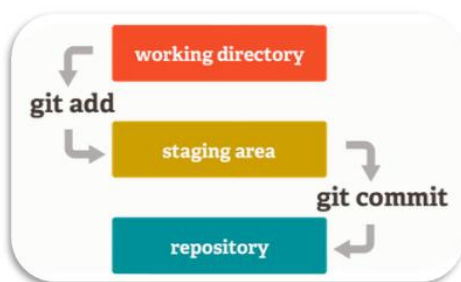 working directory
git add
staging area
git commit
repository